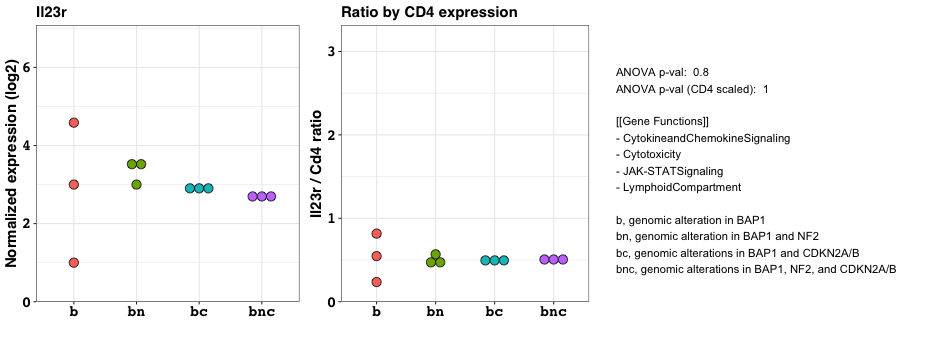 Il23r
Normalized expression (log2)
6
4
2
0
b
bn
bc
bnc
Ratio by CD4 expression
Il23r / Cd4 ratio
3
2
1
0
b
bn
bc
bnc
ANOVA p-val:  0.8
ANOVA p-val (CD4 scaled):  1
[[Gene Functions]]
- CytokineandChemokineSignaling
- Cytotoxicity
- JAK-STATSignaling
- LymphoidCompartment
b, genomic alteration in BAP1
bn, genomic alteration in BAP1 and NF2
bc, genomic alterations in BAP1 and CDKN2A/B
bnc, genomic alterations in BAP1, NF2, and CDKN2A/B